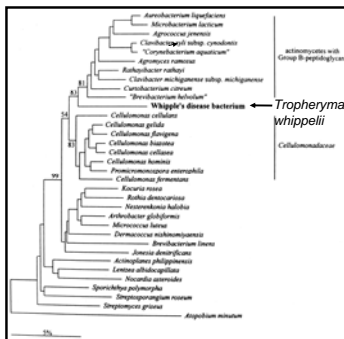 Aureobacterium liquefaciens
Microbacterium lacticum
Agrococcus jenensis
Clavibacter xyli subsp. cynodontis
"Corynebacterium aquaticum"
Agromyces ramosus
Rathayibacter rathayi
Clavibacter michiganense subsp. michiganense
Curtobacterium citreum
"Brevibacterium helvolum"
actinomycetes with
Group B-peptidoglycan
81
83
54
Whipple's disease bacterium
Tropheryma
whippelii
Cellulomonas cellulans
Cellulomonas gelida
Cellulomonas flavigena
Cellulomonas biazotea
Cellulomonas cellasea
Cellulomonas hominis
Promicromonospora enterophila
Cellulomonas fermentans
Cellulomonadaceae
83
99
Kocuria rosea
Rothia dentocariosa
Nesterenkonia halobia
Arthrobacter globiformis
Micrococcus luteus
Dermacoccus nishinomiyaensis
Brevibacterium linens
Jonesia denitrificans
Actinoplanes philippinensis
Lentzea albidocapillata
Nocardia asteroides
Sporichthya polymorpha
Streptosporangium roseum
Streptomyces griseus
Atopobium minutum
5%